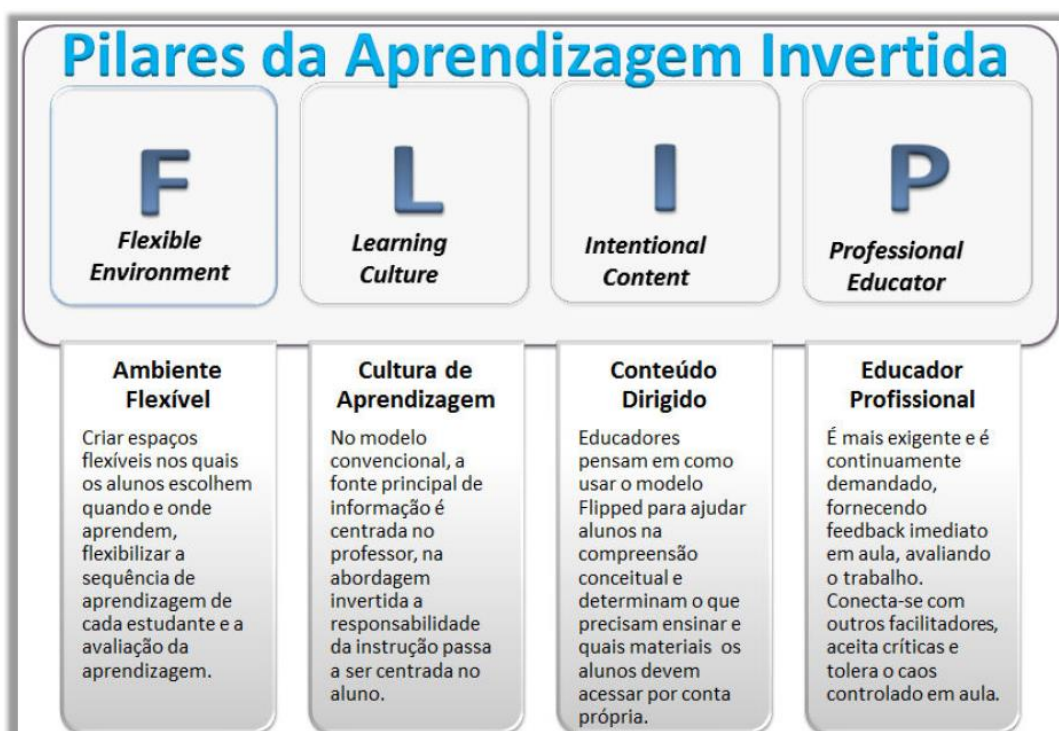 Pilares da Aprendizagem Invertida
F
Flexible
Environment
L
Learning
Culture
I
Intentional
Content
P
Professional
Educator
Ambiente
Flexível
Criar espaços
flexíveis nos quais
os alunos escolhem
quando e onde
aprendem,
flexibilizar a
sequência de
aprendizagem de
cada estudante e a
avaliação da
aprendizagem.
Cultura de
Aprendizagem
No modelo
convencional, a
fonte principal de
informação é
centrada no
professor, na
abordagem
invertida a
responsabilidade
da instrução passa
a ser centrada no
aluno.
Conteúdo
Dirigido
Educadores
pensam em como
usar o modelo
Flipped para ajudar
alunos na
compreensão
conceitual e
determinam o que
precisam ensinar e
quais materiais os
alunos devem
acessar por conta
própria.
Educador
Profissional
É mais exigente e é
continuamente
demandado,
fornecendo
feedback imediato
em aula, avaliando
o trabalho.
Conecta-se com
outros facilitadores,
aceita críticas e
tolera o caos
controlado em aula.